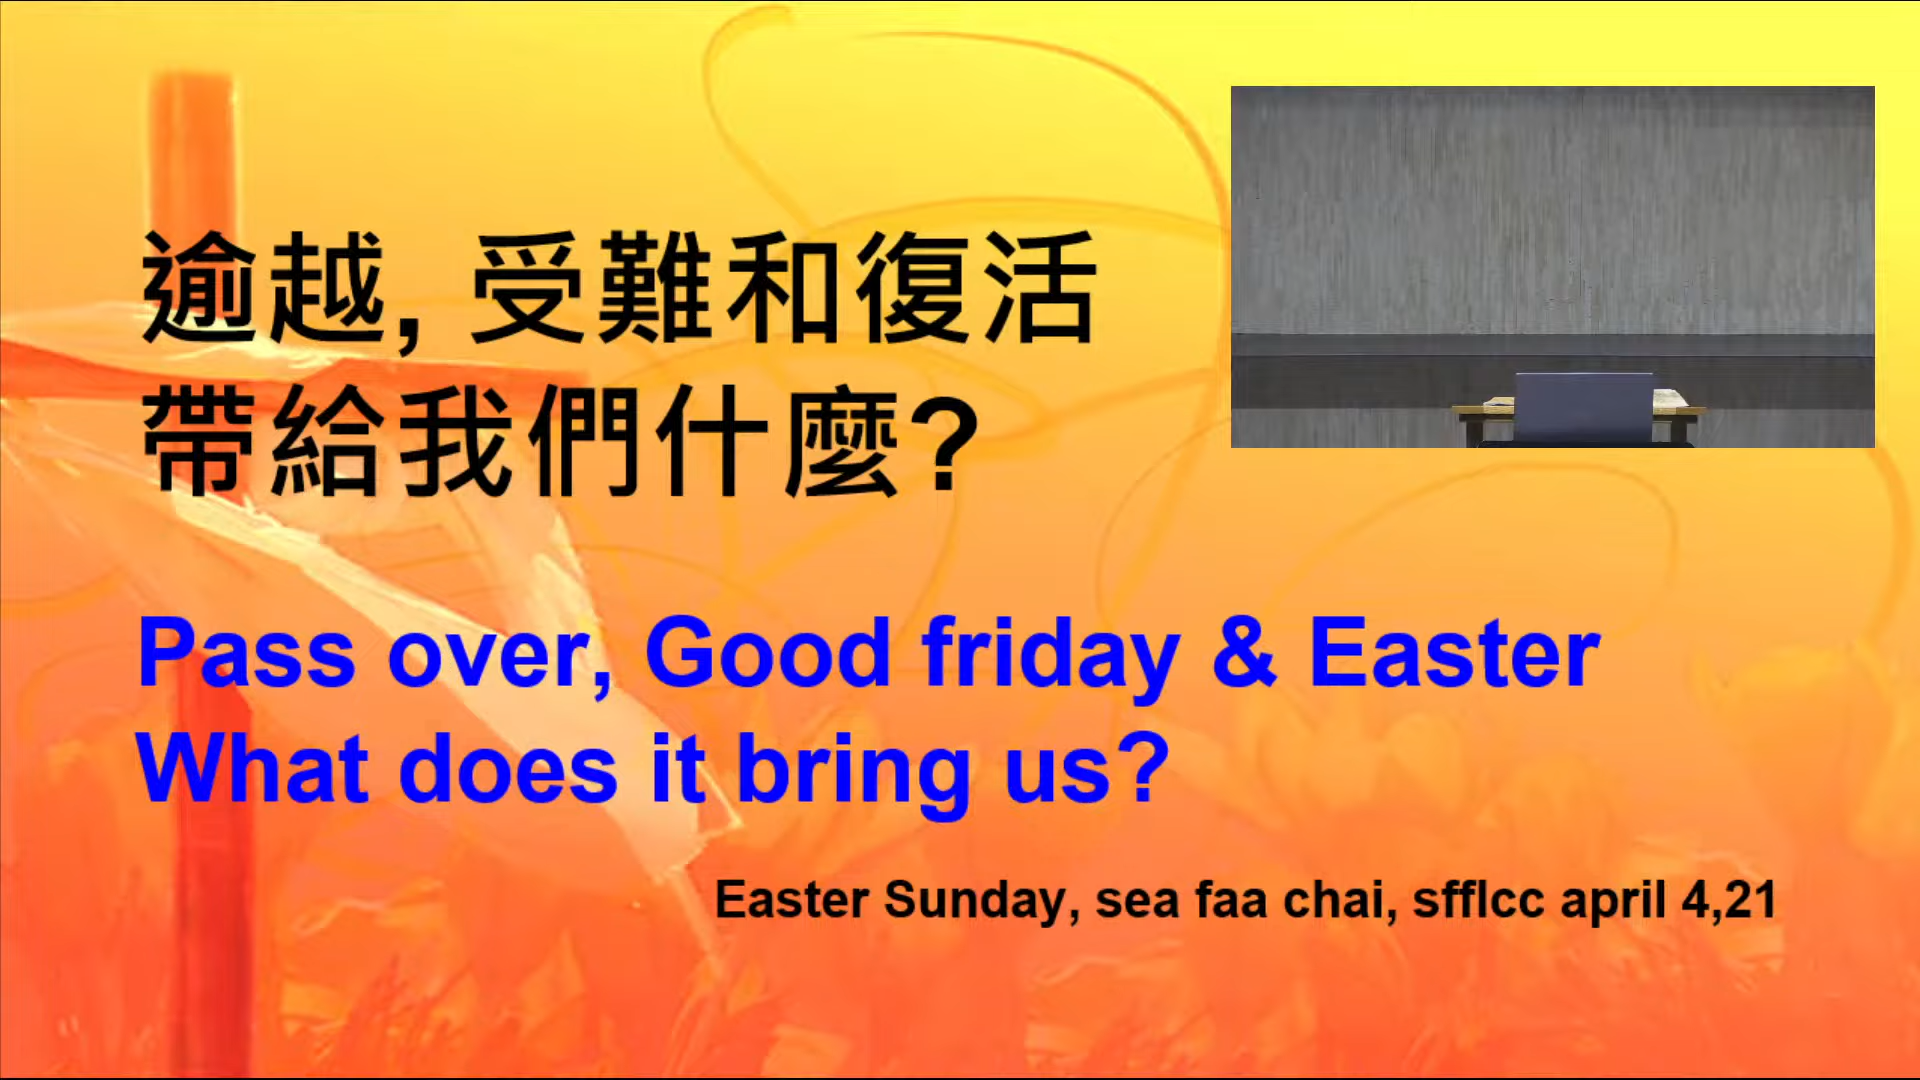 逾越, 受難和復活
帶給我們什麼?
Pass over, Good friday & Easter
What does it bring us?
Easter Sunday, sea faa chai, sfflcc april 4,21